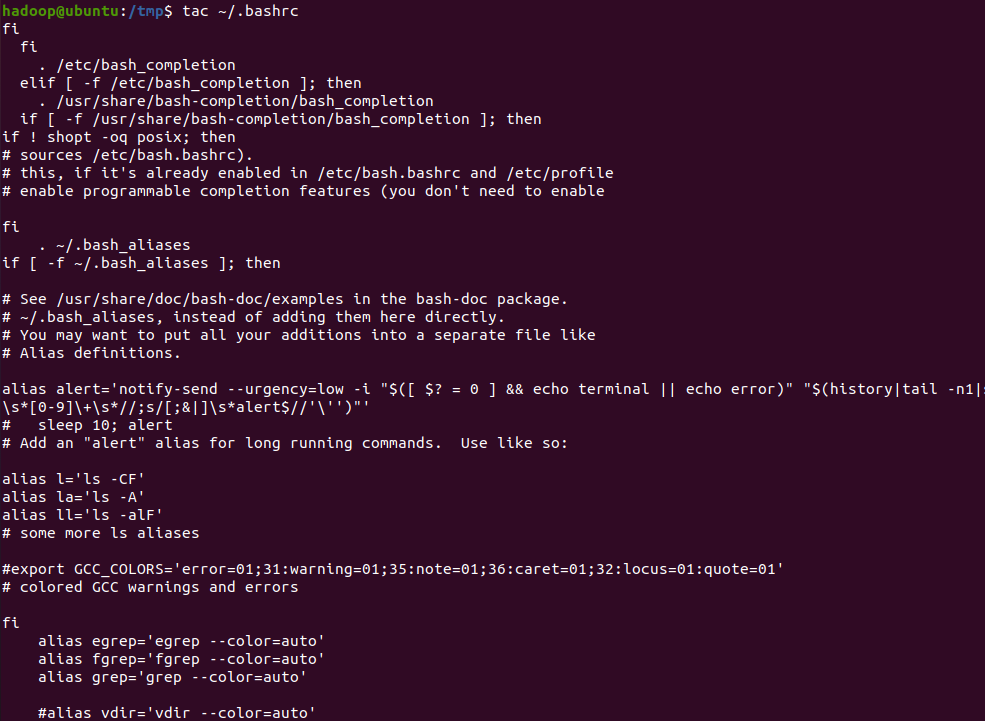 hadoop@ubuntu:/tmp$ tac ~/.bashrc
fi
  fi
    . /etc/bash_completion
  elif [ -f /etc/bash_completion ]; then
    . /usr/share/bash-completion/bash_completion
  if [ -f /usr/share/bash-completion/bash_completion ]; then
if ! shopt -oq posix; then
# sources /etc/bash.bashrc).
# this, if it's already enabled in /etc/bash.bashrc and /etc/profile
# enable programmable completion features (you don't need to enable

fi
    . ~/.bash_aliases
if [ -f ~/.bash_aliases ]; then

# See /usr/share/doc/bash-doc/examples in the bash-doc package.
# ~/.bash_aliases, instead of adding them here directly.
# You may want to put all your additions into a separate file like
# Alias definitions.

alias alert='notify-send --urgency=low -i "$([ $? = 0 ] && echo terminal || echo error)" "$(history|tail -n1|s
\s*[0-9]\+\s*//;s/[;&|]\s*alert$//'\'')"'
#   sleep 10; alert
# Add an "alert" alias for long running commands.  Use like so:

alias l='ls -CF'
alias la='ls -A'
alias ll='ls -alF'
# some more ls aliases

#export GCC_COLORS='error=01;31:warning=01;35:note=01;36:caret=01;32:locus=01:quote=01'
# colored GCC warnings and errors

fi
    alias egrep='egrep --color=auto'
    alias fgrep='fgrep --color=auto'
    alias grep='grep --color=auto'

    #alias vdir='vdir --color=auto'